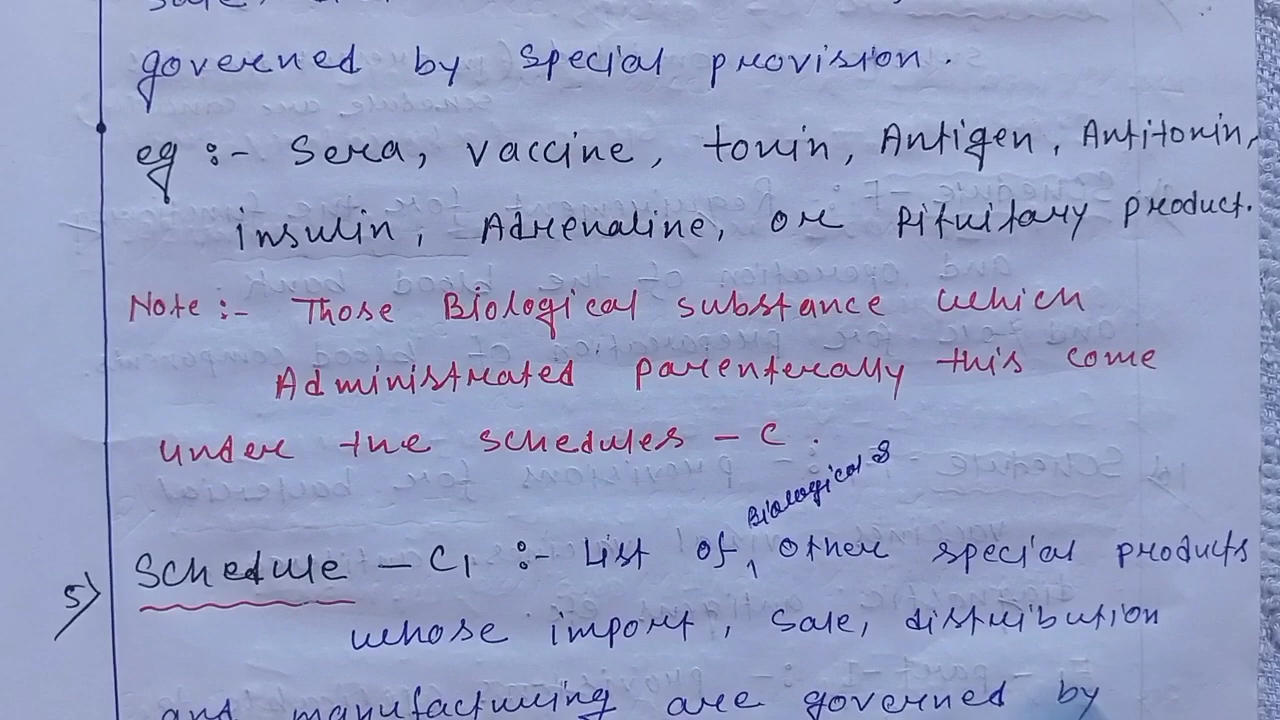 governed by special provision.
eg :- Sera, vaccine, toxin, Antigen, Antitoxin,
insulin, Adrenaline, or Pituitary product.
Note :- Those Biological substance which
Administrated parenterally this come
under the schedules - C.
Biological-s
5) Schedule - C1 :- List of, other special products
whose import, sale, distribution
and manufacturing are governed by